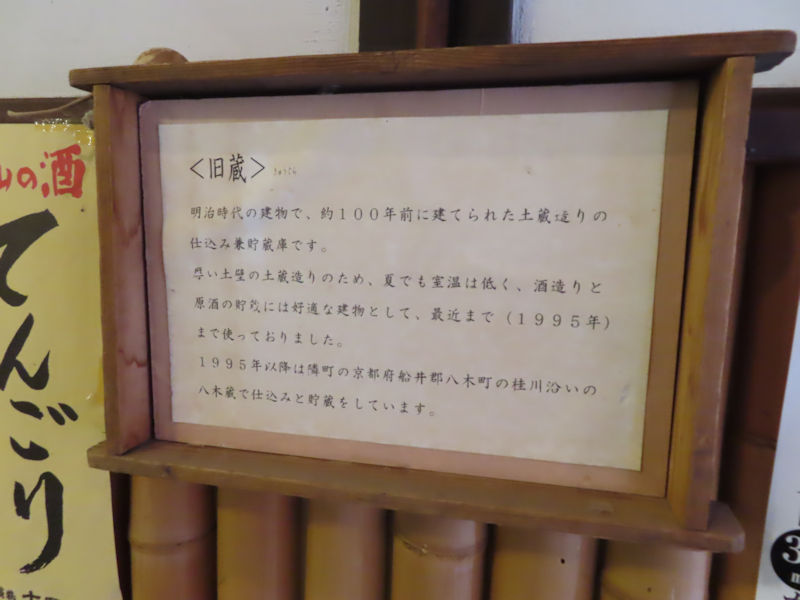 <旧蔵> きゅうくら
明治時代の建物で、約100年前に建てられた土蔵造りの
仕込み兼貯蔵庫です。
い土壁の土蔵造りのため、夏でも室温は低く、酒造りと
原酒の貯蔵には好適な建物として、最近まで(1995年)
まで使っておりました。
1995年以降は隣町の京都府船井郡八木町の桂川沿いの
八木蔵で仕込みと貯蔵をしています。
山の酒
てんごり
3